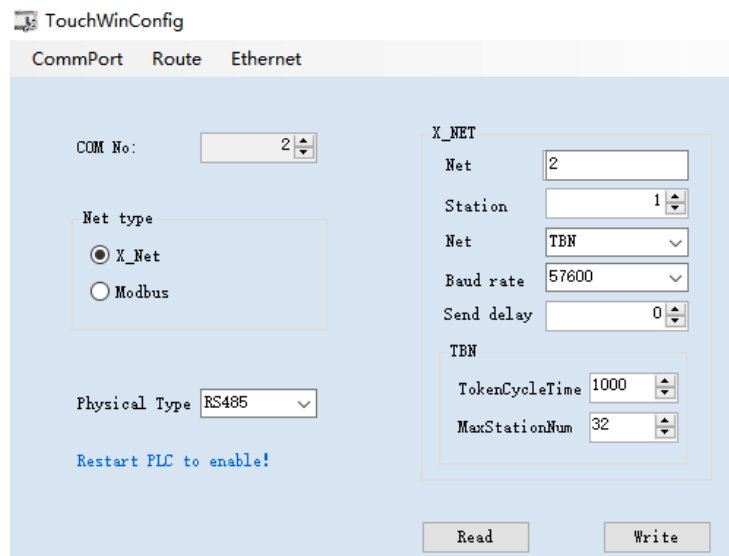 TouchWinConfig
CommPort Route Ethernet
COM No: 2
Net type
X_Net
Modbus
Physical Type RS485
Restart PLC to enable!
X_NET
Net 2
Station 1
Net TBN
Baud rate 57600
Send delay 0
TBN
TokenCycleTime 1000
MaxStationNum 32
Read Write